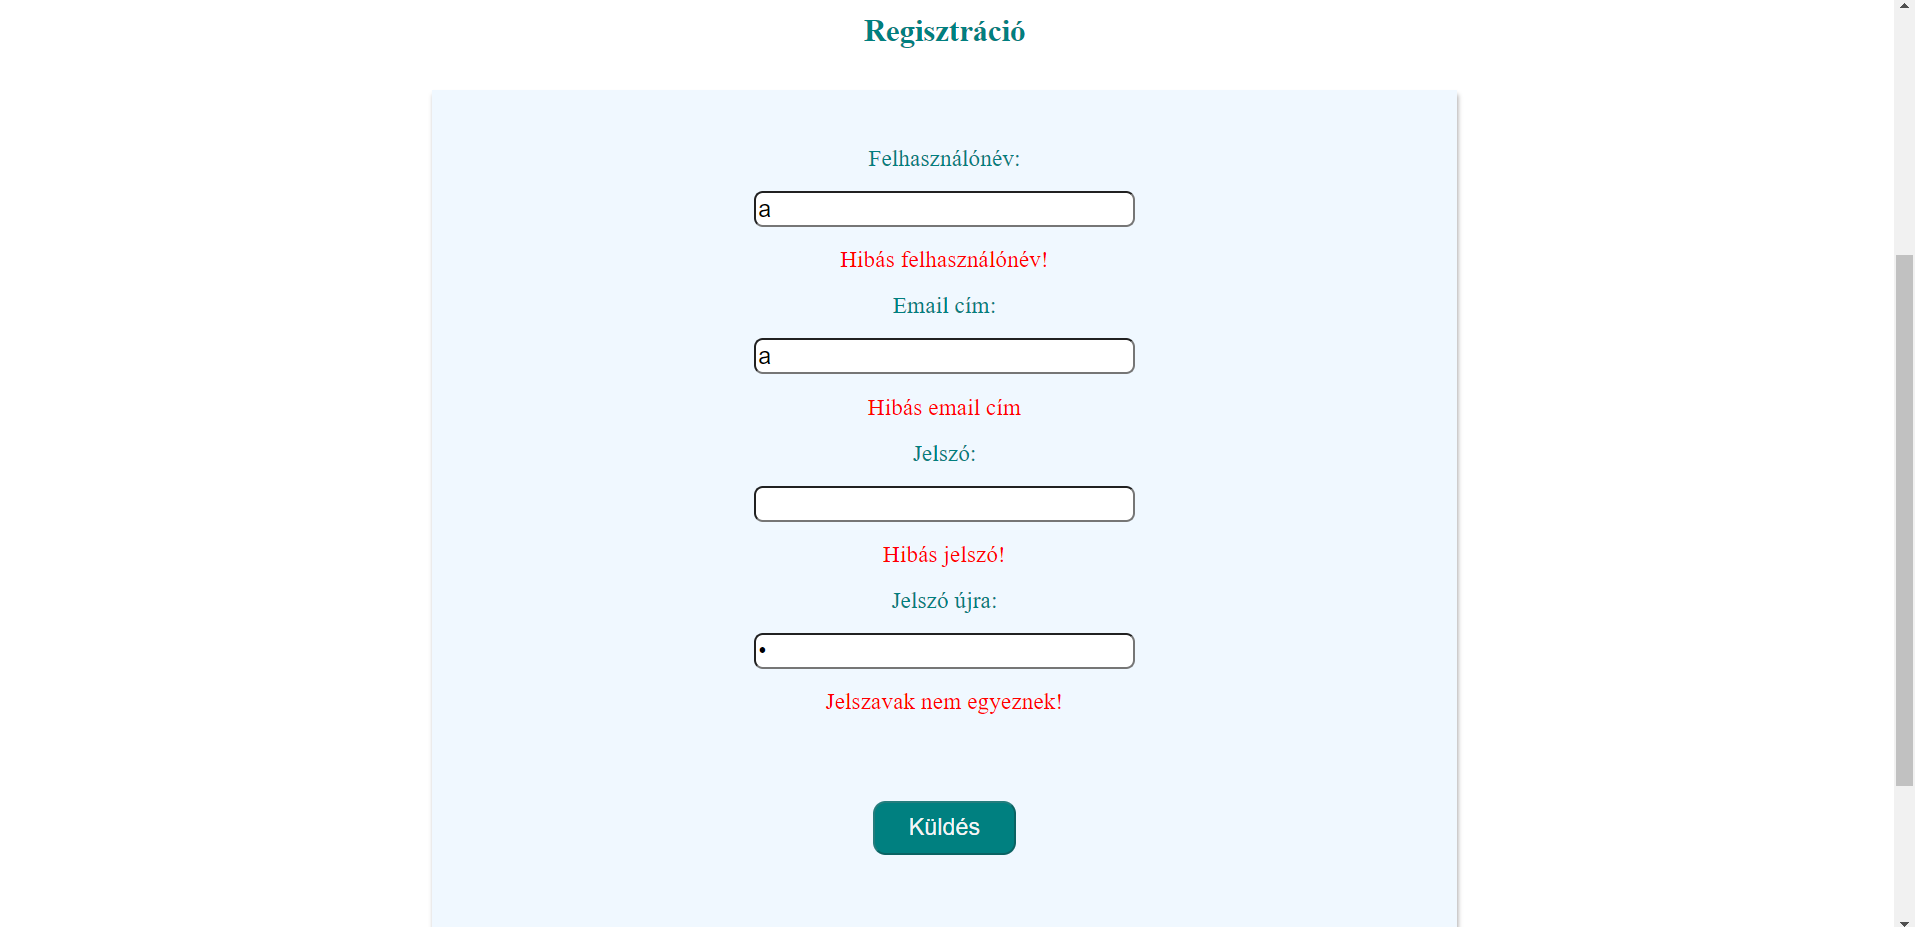 Regisztráció
Felhasználónév:
a
Hibás felhasználónév!
Email cím:
a
Hibás email cím
Jelszó:
Hibás jelszó!
Jelszó újra:
•
Jelszavak nem egyeznek!
Küldés